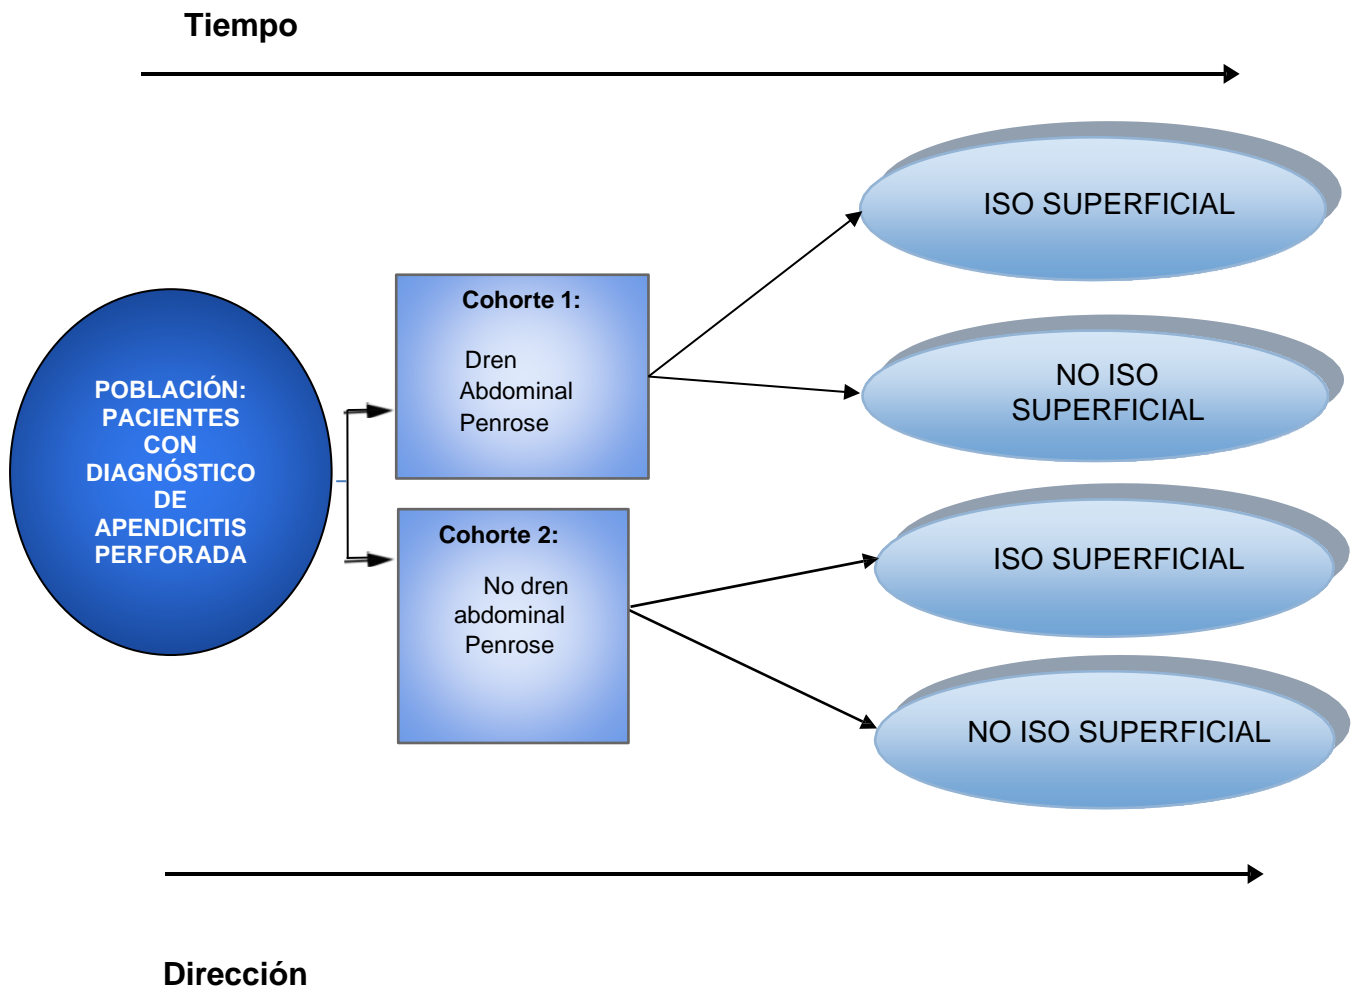 Tiempo
POBLACIÓN:
PACIENTES
CON
DIAGNÓSTICO
DE
APENDICITIS
PERFORADA
Cohorte 1:
Dren
Abdominal
Penrose
Cohorte 2:
No dren
abdominal
Penrose
ISO SUPERFICIAL
NO ISO
SUPERFICIAL
ISO SUPERFICIAL
NO ISO SUPERFICIAL
Dirección